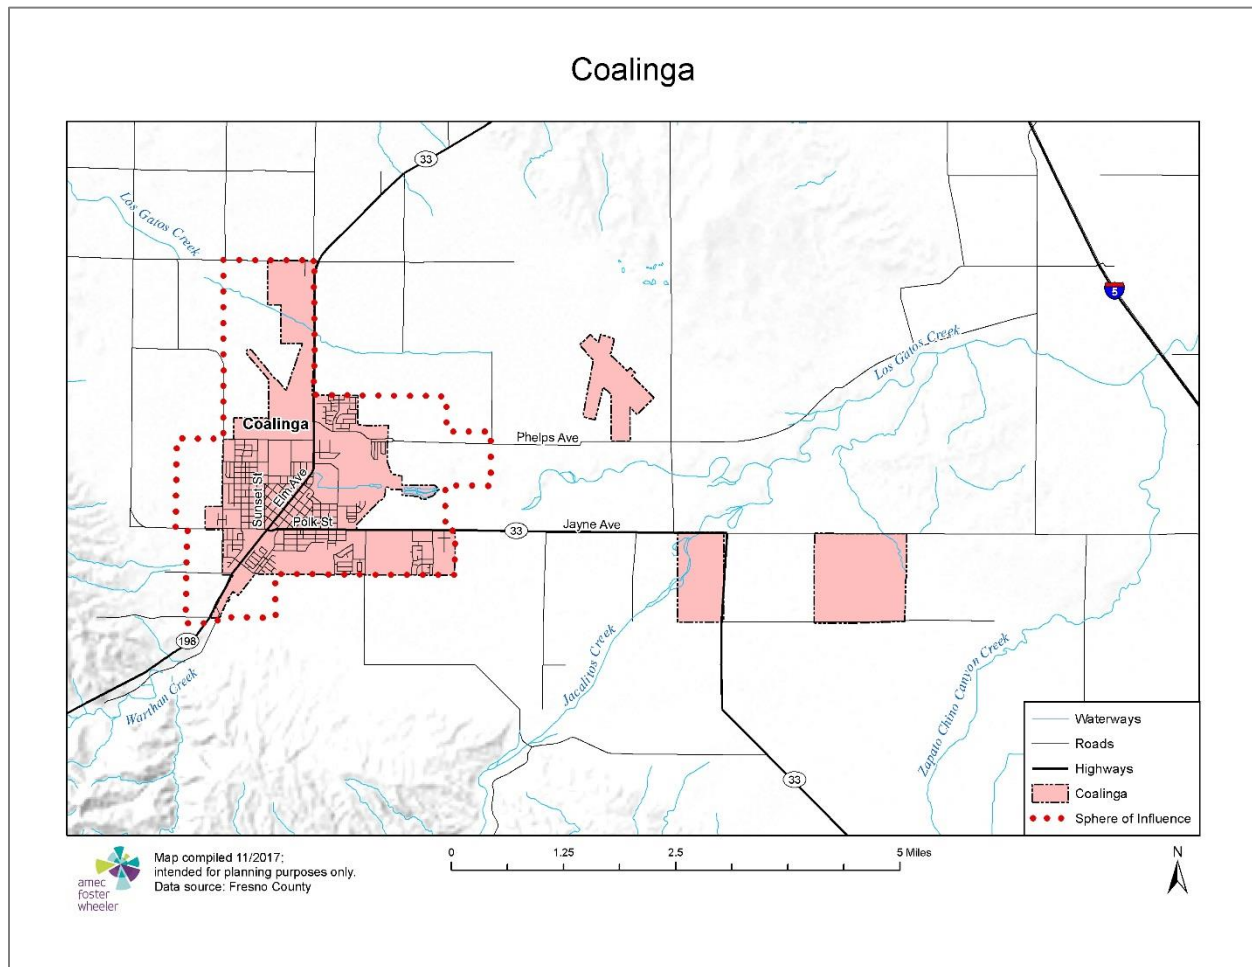 Coalinga
33
Los Gatos Creek
5
Los Gatos Creek
Coalinga
Phelps Ave
Sunset St
Elm Ave
Polk St
33
Jayne Ave
198
Warthan Creek
Jacalitos Creek
Zapato Chino Canyon Creek
33
Waterways
Roads
Highways
Coalinga
Sphere of Influence
amec
foster
wheeler
Map compiled 11/2017;
intended for planning purposes only.
Data source: Fresno County
0 1.25 2.5 5 Miles
N